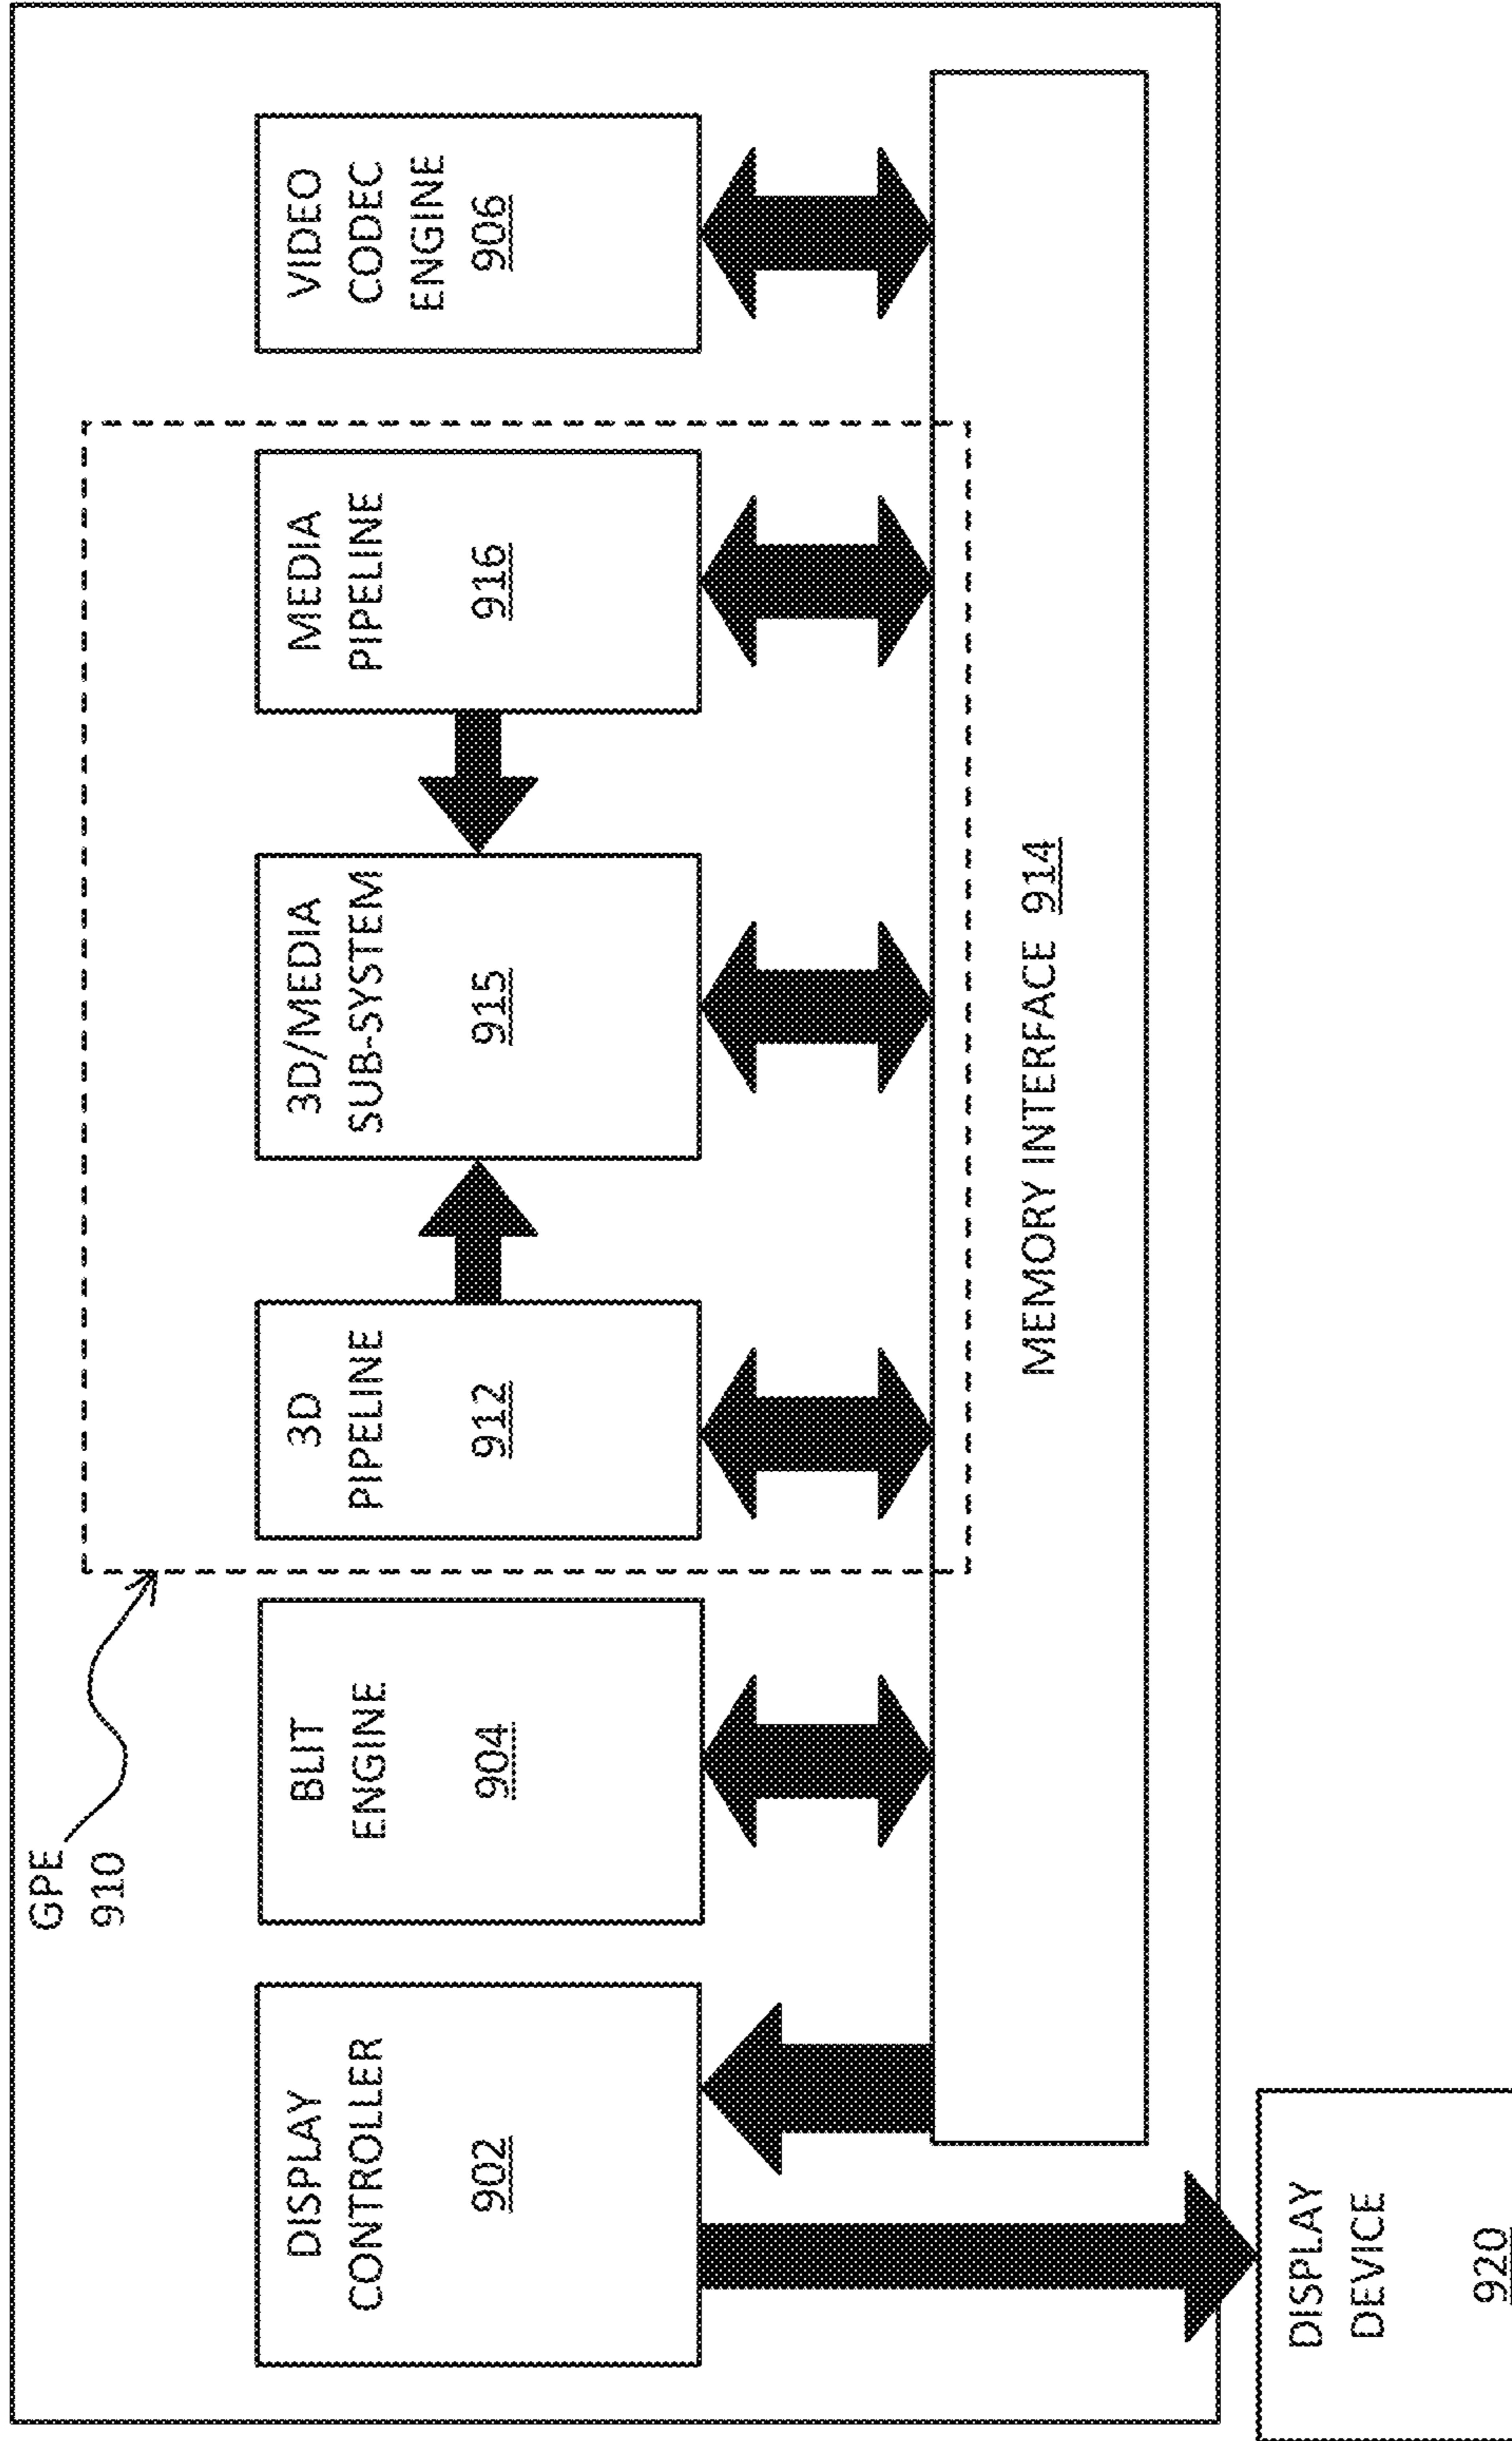 GPE
910
DISPLAY
CONTROLLER
902
BLIT
ENGINE
904
3D
PIPELINE
912
3D/MEDIA
SUB-SYSTEM
915
MEDIA
PIPELINE
916
VIDEO
CODEC
ENGINE
906
MEMORY INTERFACE 914
DISPLAY
DEVICE
920